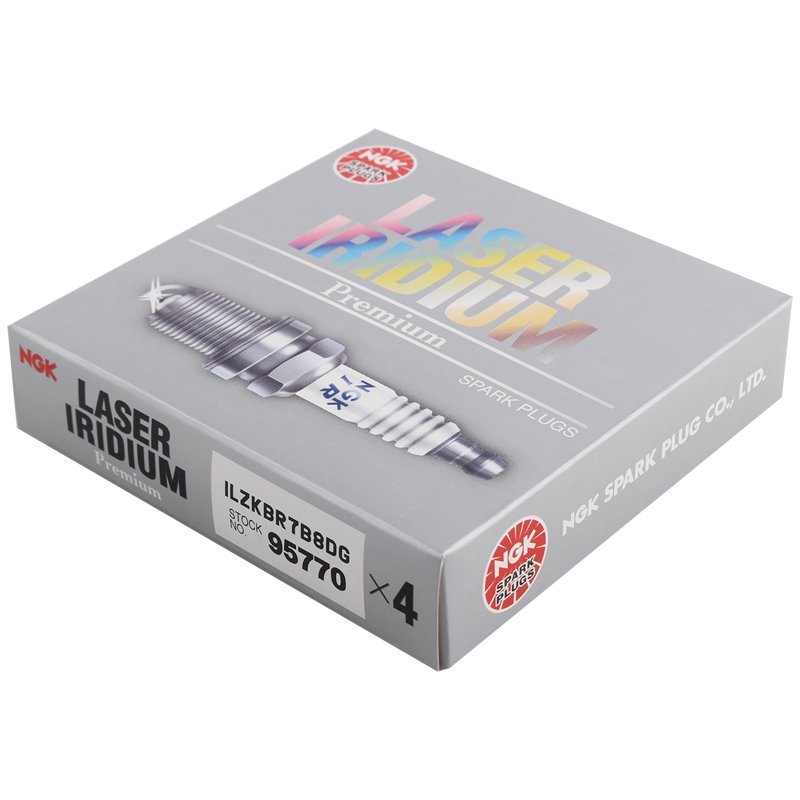 NGK
SPARK
PLUGS
LASER
IRIDIUM
Premium
SPARK PLUGS
NGK
R
NGK
LASER
IRIDIUM
Premium
ILZKBR7B8DG
STOCK
NO. 95770
×4
NGK
SPARK
PLUGS
NGK SPARK PLUG CO., LTD.